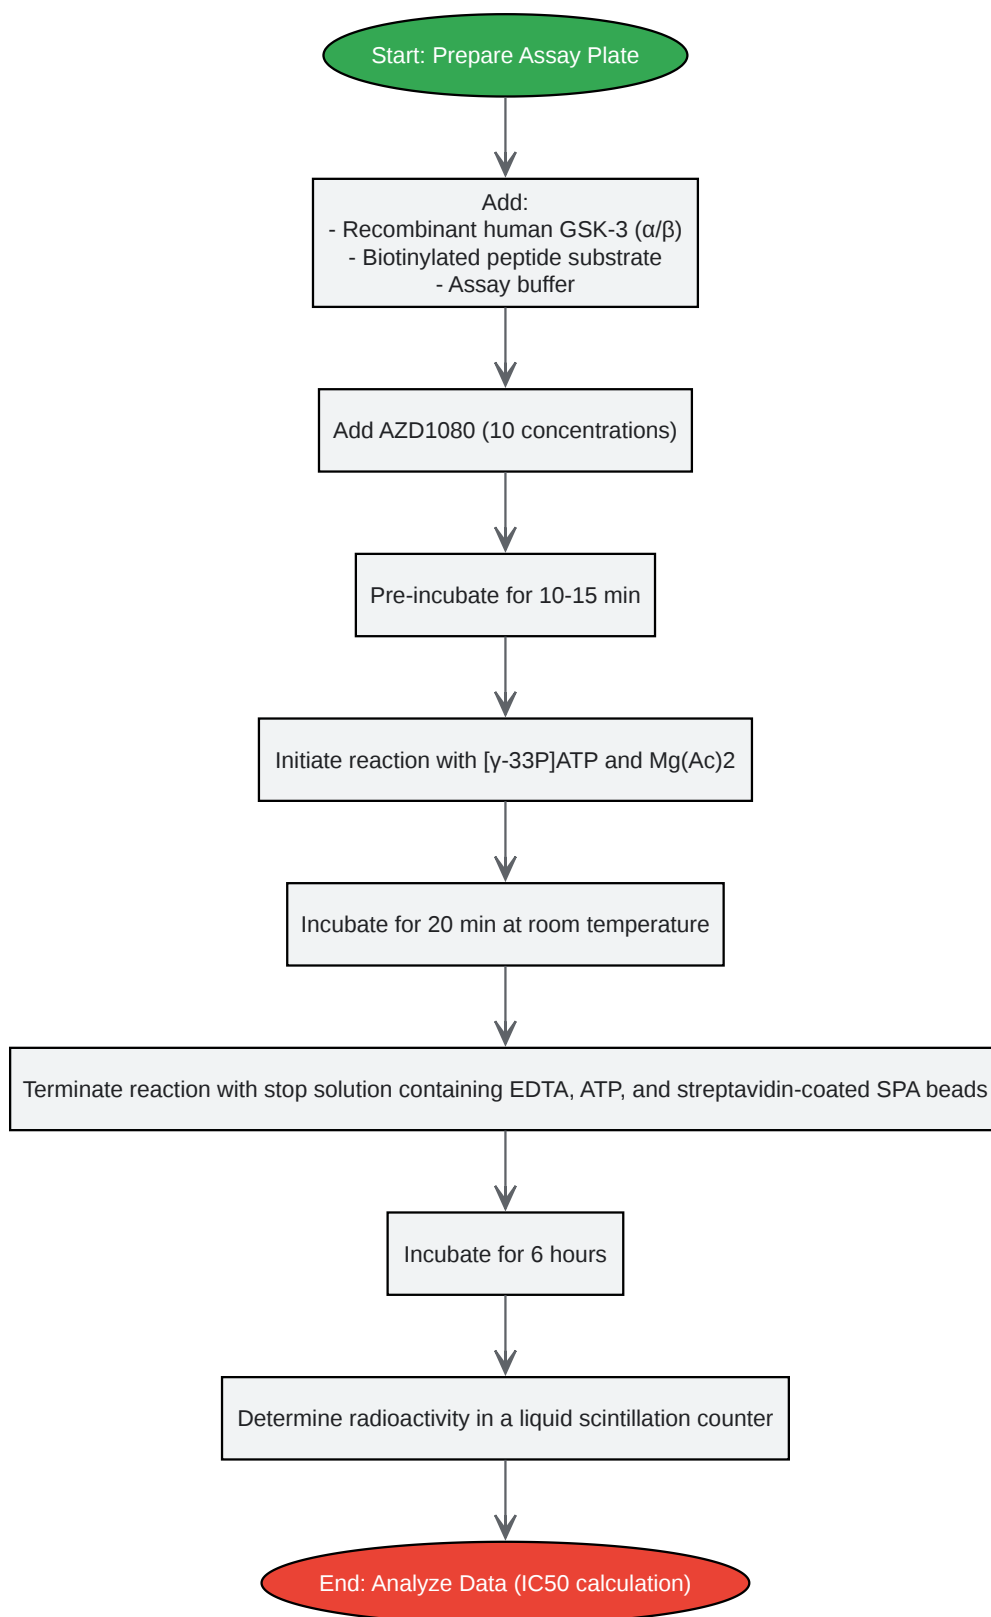 Start: Prepare Assay Plate
Add:
- Recombinant human GSK-3 (α/β)
- Biotinylated peptide substrate
- Assay buffer
Add AZD1080 (10 concentrations)
Pre-incubate for 10-15 min
Initiate reaction with [γ-33P]ATP and Mg(Ac)2
Incubate for 20 min at room temperature
Terminate reaction with stop solution containing EDTA, ATP, and streptavidin-coated SPA beads
Incubate for 6 hours
Determine radioactivity in a liquid scintillation counter
End: Analyze Data (IC50 calculation)